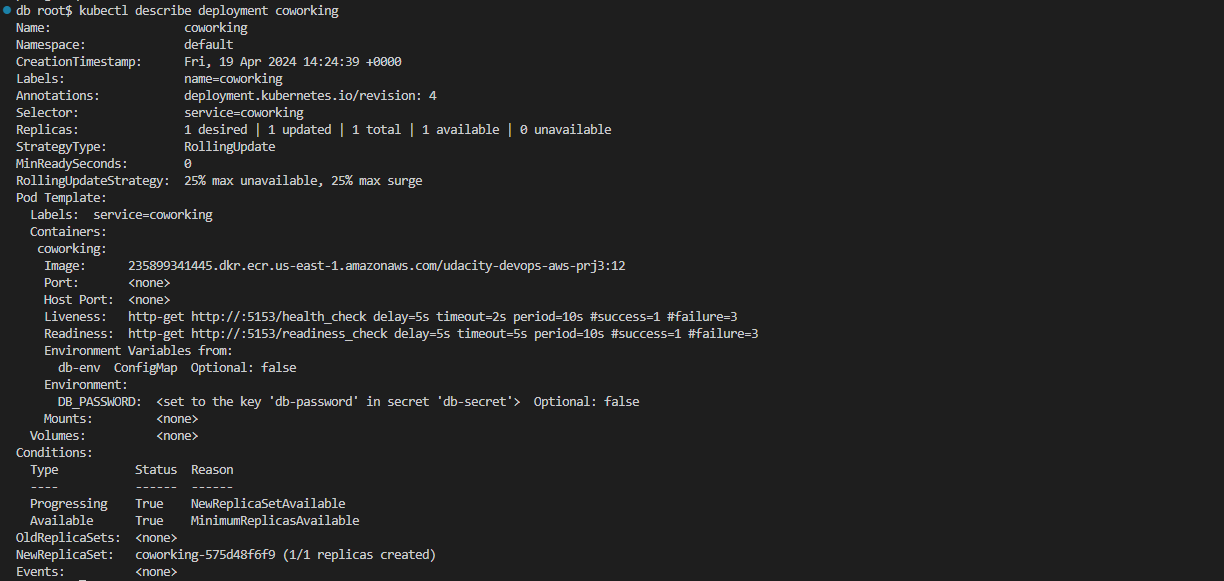 db root$ kubectl describe deployment coworking
Name:                   coworking
Namespace:              default
CreationTimestamp:      Fri, 19 Apr 2024 14:24:39 +0000
Labels:                 name=coworking
Annotations:            deployment.kubernetes.io/revision: 4
Selector:               service=coworking
Replicas:               1 desired | 1 updated | 1 total | 1 available | 0 unavailable
StrategyType:           RollingUpdate
MinReadySeconds:        0
RollingUpdateStrategy:  25% max unavailable, 25% max surge
Pod Template:
  Labels:  service=coworking
  Containers:
   coworking:
    Image:      235899341445.dkr.ecr.us-east-1.amazonaws.com/udacity-devops-aws-prj3:12
    Port:       <none>
    Host Port:  <none>
    Liveness:   http-get http://:5153/health_check delay=5s timeout=2s period=10s #success=1 #failure=3
    Readiness:  http-get http://:5153/readiness_check delay=5s timeout=5s period=10s #success=1 #failure=3
    Environment Variables from:
      db-env  ConfigMap  Optional: false
    Environment:
      DB_PASSWORD:  <set to the key 'db-password' in secret 'db-secret'>  Optional: false
    Mounts:         <none>
  Volumes:          <none>
Conditions:
  Type           Status  Reason
  ----           ------  ------
  Progressing    True    NewReplicaSetAvailable
  Available      True    MinimumReplicasAvailable
OldReplicaSets:  <none>
NewReplicaSet:   coworking-575d48f6f9 (1/1 replicas created)
Events:          <none>